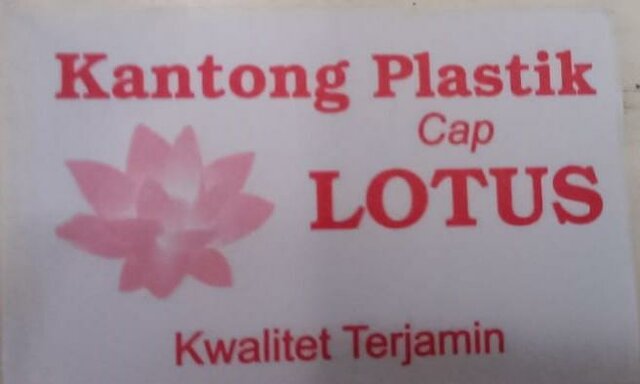 Kantong Plastik
Cap
LOTUS
Kwalitet Terjamin